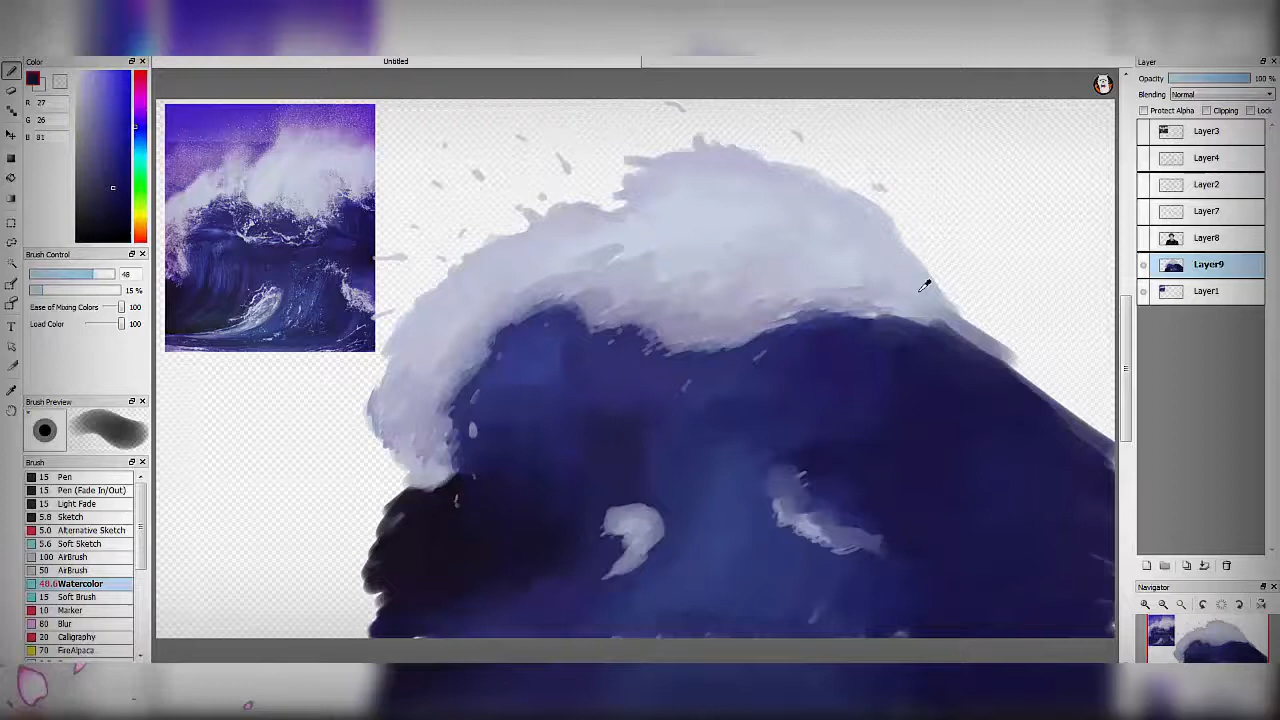 Color
R 27
G 26
B 81
Brush Control
48
15 %
Ease of Mixing Colors 100
Load Color 100
Brush Preview
Brush
15 Pen
15 Pen (Fade In/Out)
15 Light Fade
5.8 Sketch
5.0 Alternative Sketch
5.6 Soft Sketch
100 AirBrush
50 AirBrush
48.6 Watercolor
15 Soft Brush
10 Marker
80 Blur
20 Caligraphy
70 FireAlpaca
Untitled
Layer
Opacity 100 %
Blending Normal
Protect Alpha Clipping Lock
Layer3
Layer4
Layer2
Layer7
Layer8
Layer9
Layer1
Navigator